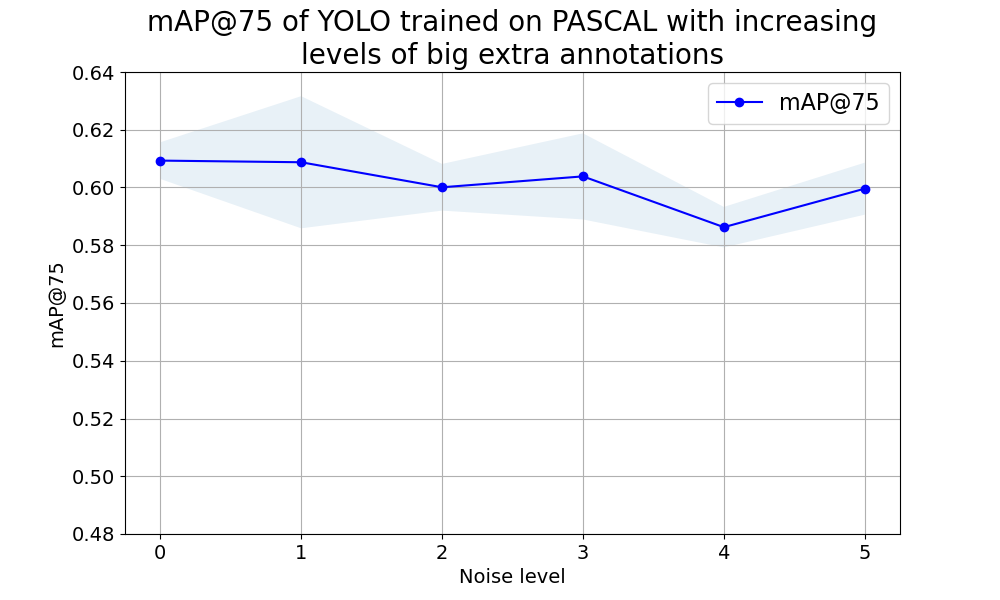 mAP@75 of YOLO trained on PASCAL with increasing
levels of big extra annotations
mAP@75
0.64
0.62
0.60
0.58
0.56
0.54
0.52
0.50
0.48
mAP@75
0 1 2 3 4 5
Noise level